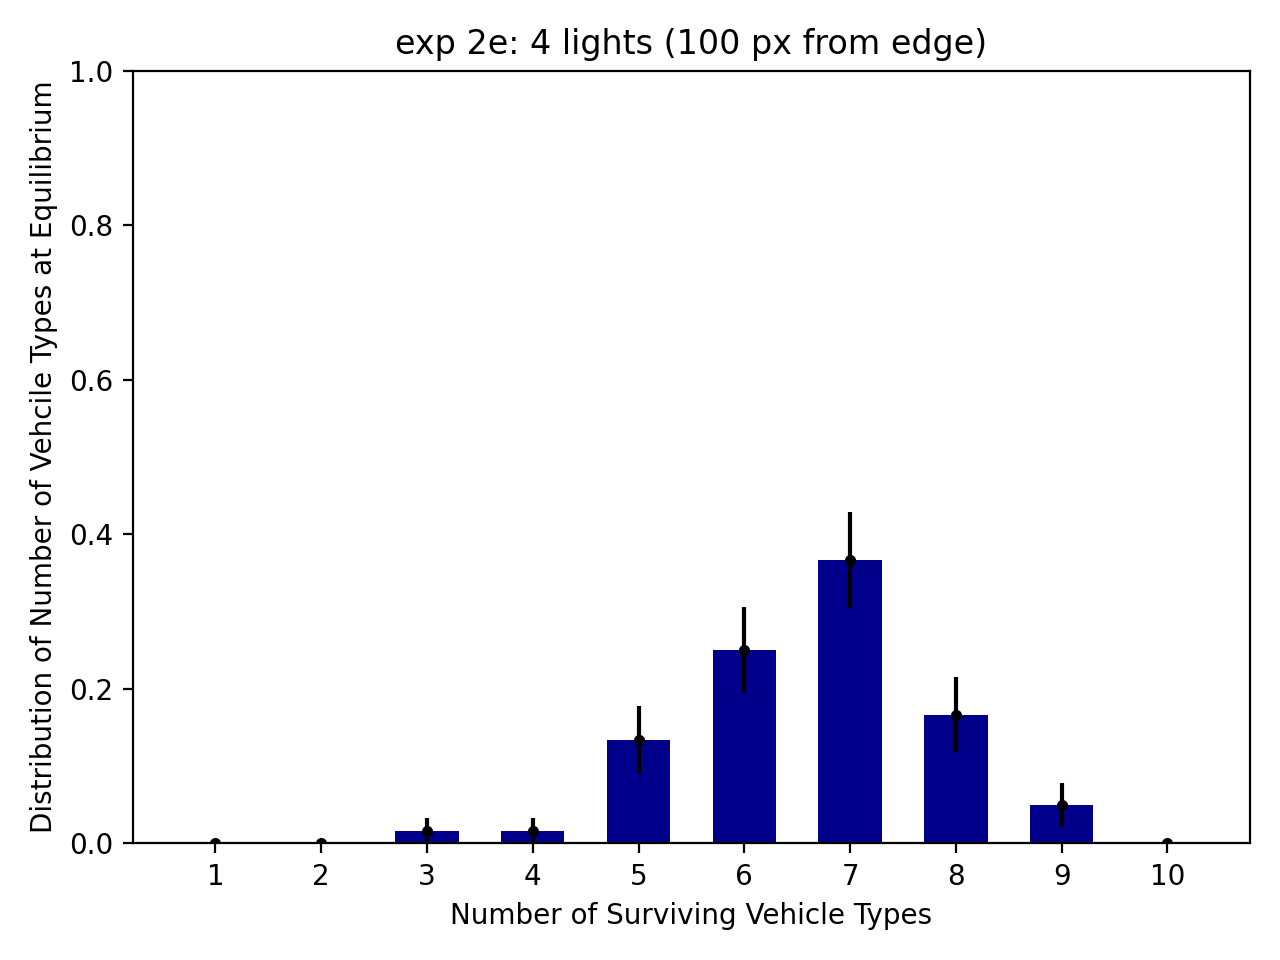 exp 2e: 4 lights (100 px from edge)
Distribution of Number of Vehcile Types at Equilibrium
1.0
0.8
0.6
0.4
0.2
0.0
1 2 3 4 5 6 7 8 9 10
Number of Surviving Vehicle Types